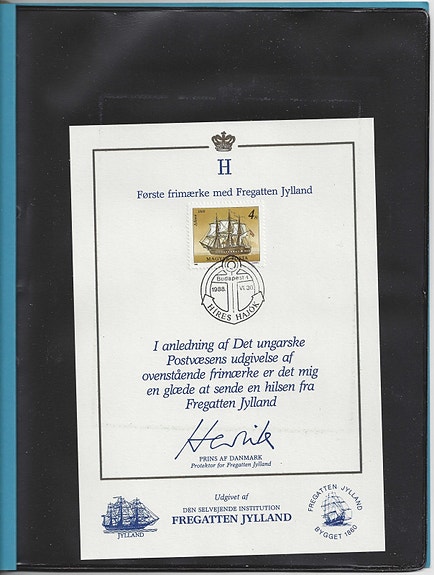 H
Første frimærke med Fregatten Jylland
4 Ft
MAGYAR POSTA
Budapest 4
1988. VI. 30.
HIRES HAJÓK
I anledning af Det ungarske
Postvæsens udgivelse af
ovenstående frimærke er det mig
en glæde at sende en hilsen fra
Fregatten Jylland
Henrik
PRINS AF DANMARK
Protektor for Fregatten Jylland
Udgivet af
DEN SELVEJENDE INSTITUTION
FREGATTEN JYLLAND
JYLLAND
FREGATTEN JYLLAND
BYGGET 1860